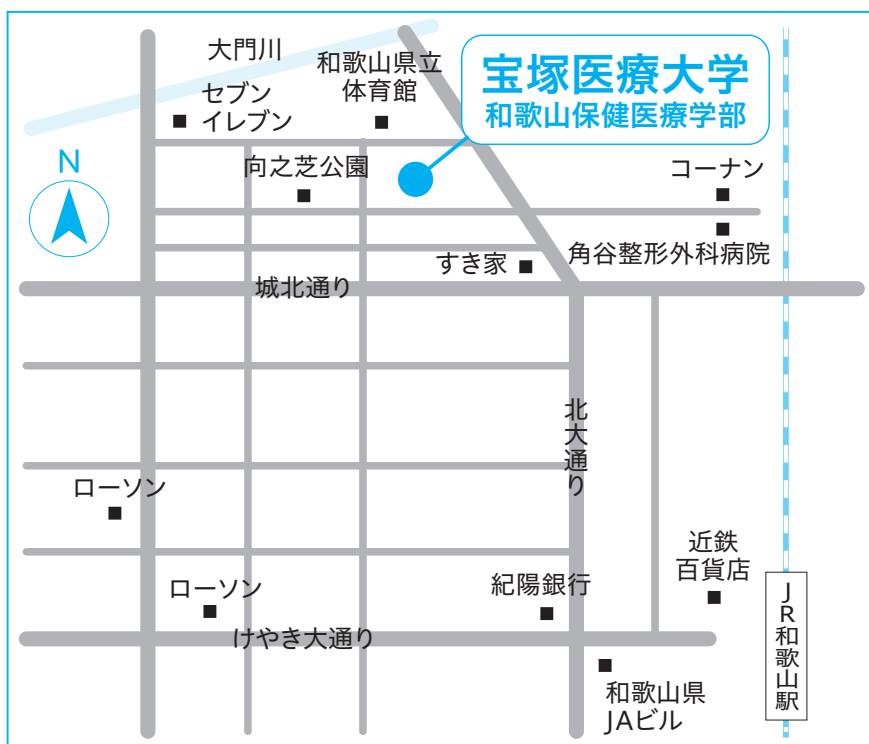 大門川
和歌山県立
体育館
宝塚医療大学
和歌山保健医療学部
セブン
イレブン
N
向之芝公園
コーナン
すき家
角谷整形外科病院
城北通り
北大通り
ローソン
近鉄
百貨店
ローソン
紀陽銀行
JR和歌山駅
けやき大通り
和歌山県
JAビル